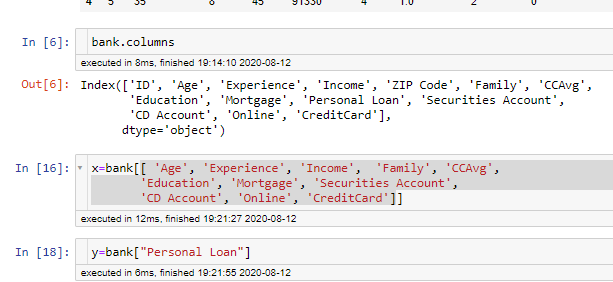 4 5 35 8 45 91330 4 1.0 2 0
In [6]: bank.columns
executed in 8ms, finished 19:14:10 2020-08-12
Out[6]: Index(['ID', 'Age', 'Experience', 'Income', 'ZIP Code', 'Family', 'CCAvg',
'Education', 'Mortgage', 'Personal Loan', 'Securities Account',
'CD Account', 'Online', 'CreditCard'],
dtype='object')
In [16]: x=bank[[ 'Age', 'Experience', 'Income', 'Family', 'CCAvg',
'Education', 'Mortgage', 'Securities Account',
'CD Account', 'Online', 'CreditCard']]
executed in 12ms, finished 19:21:27 2020-08-12
In [18]: y=bank["Personal Loan"]
executed in 6ms, finished 19:21:55 2020-08-12